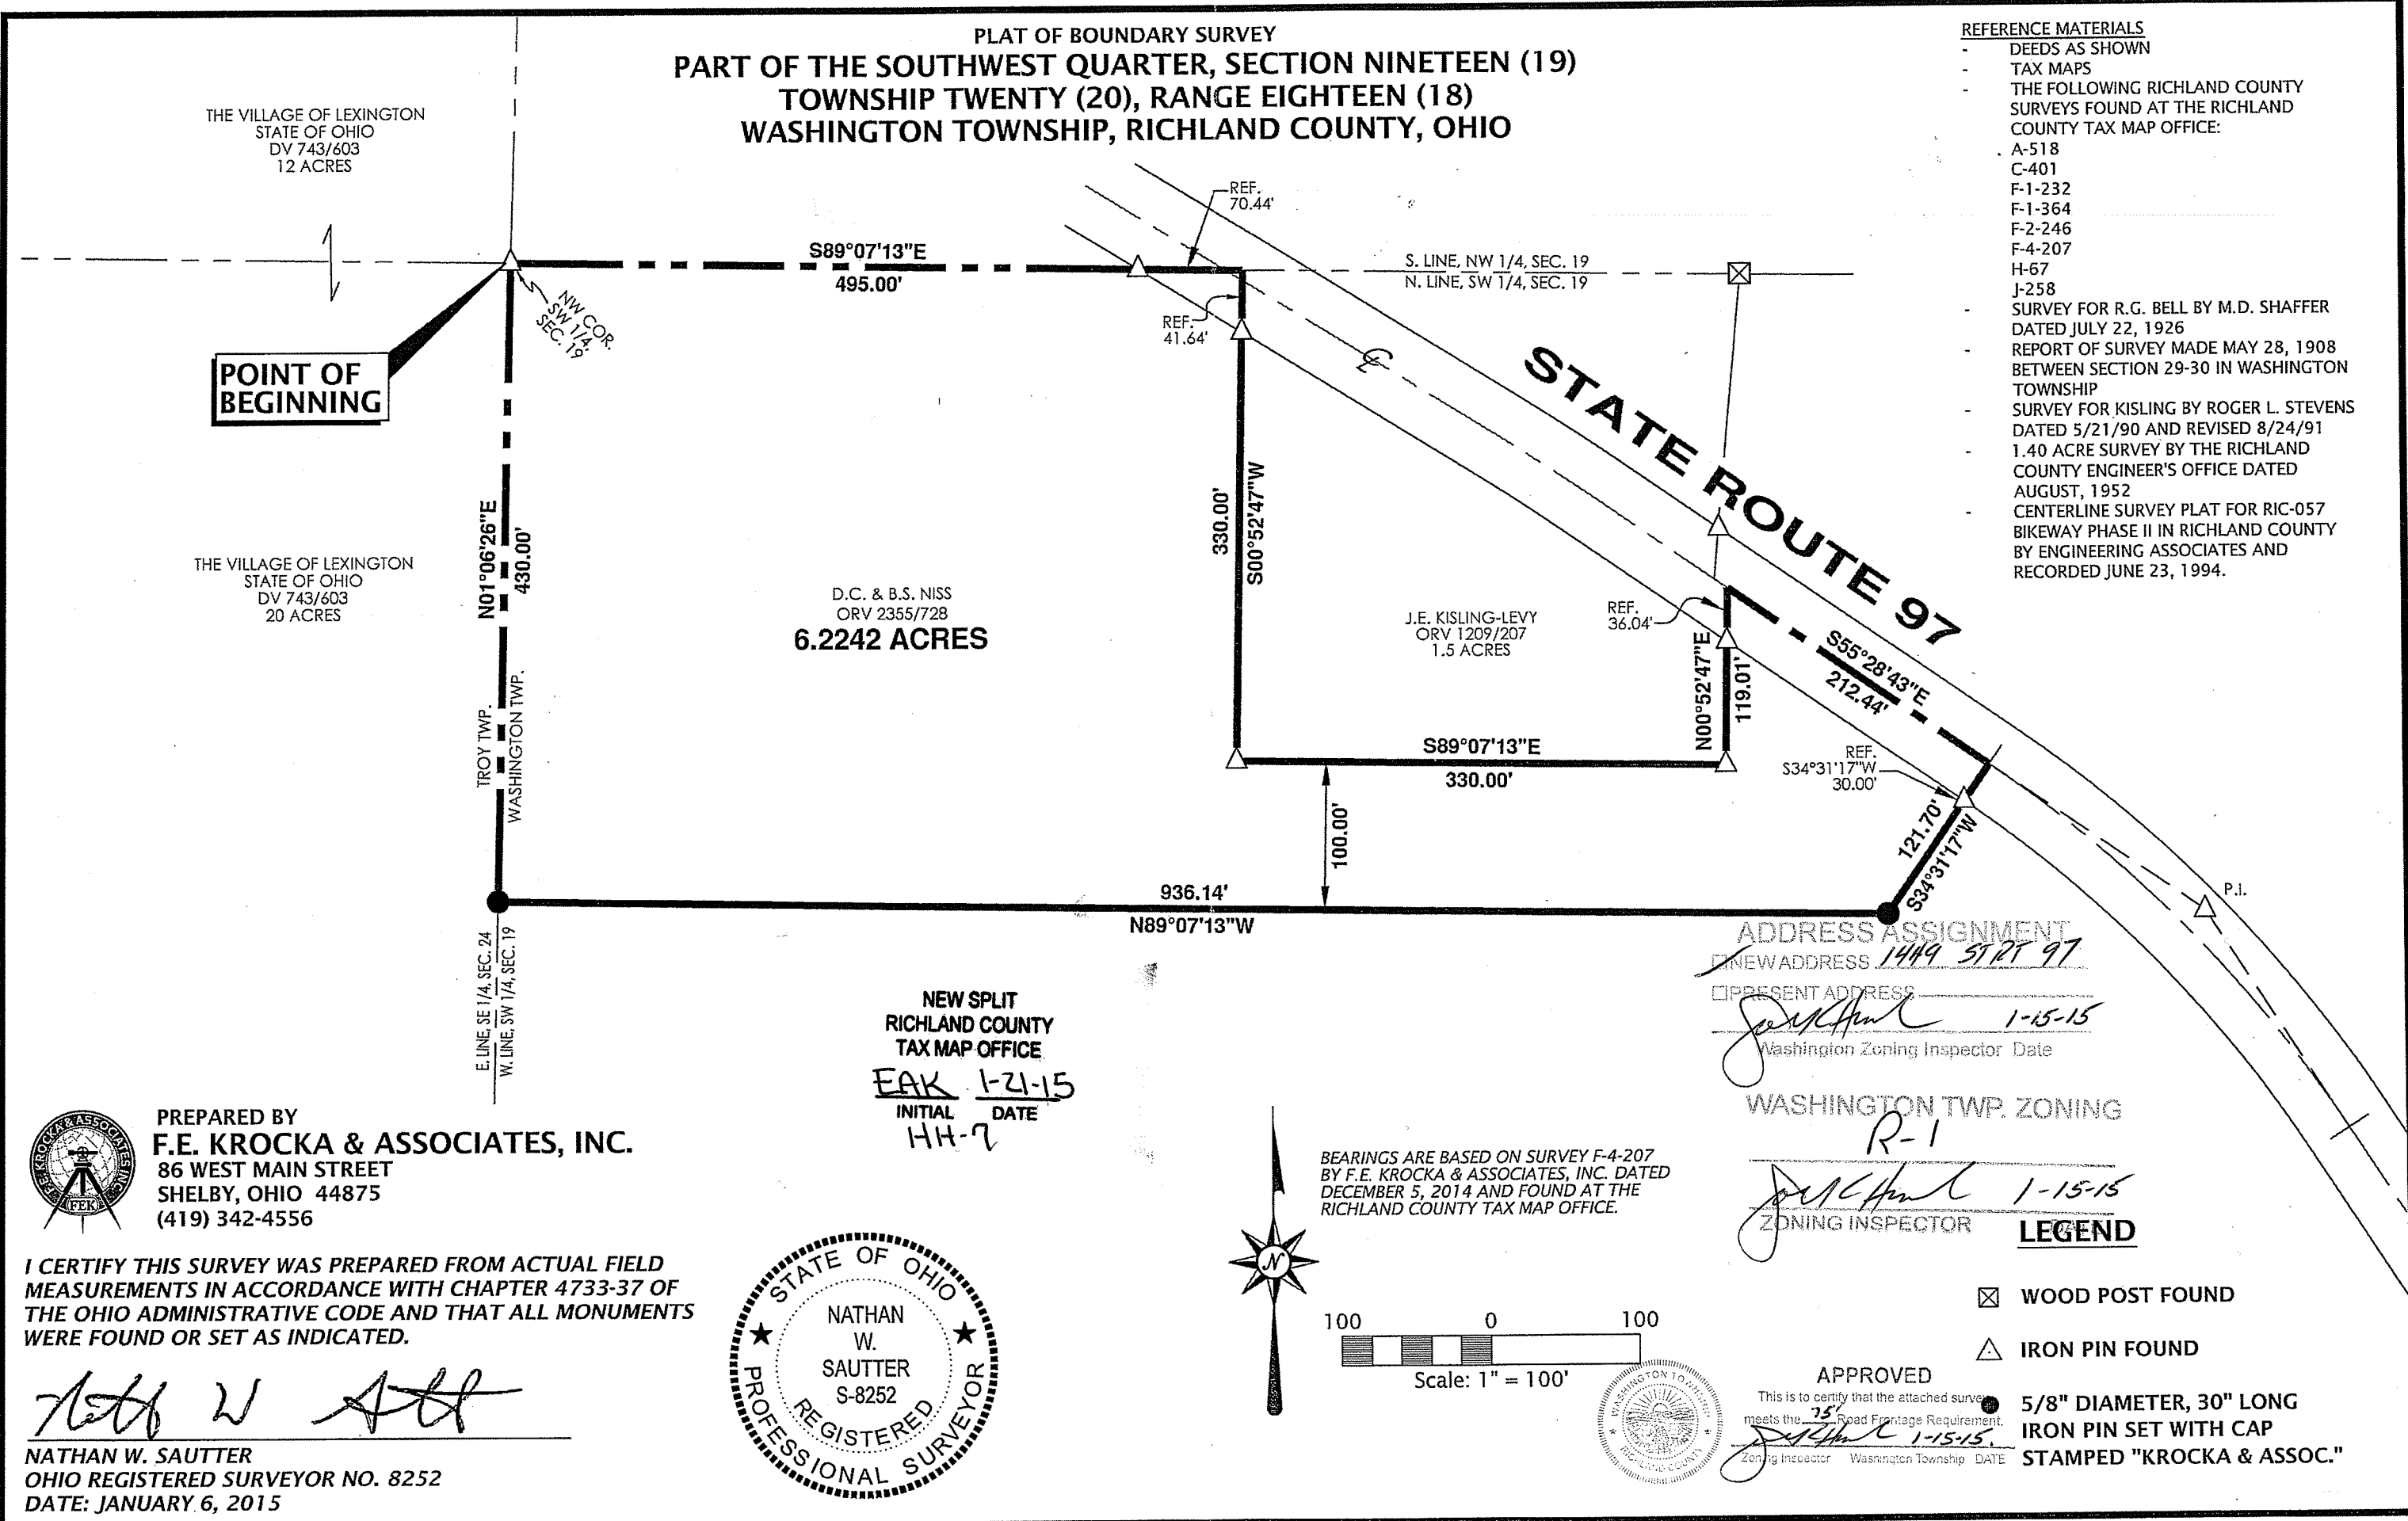 PLAT OF BOUNDARY SURVEY
PART OF THE SOUTHWEST QUARTER, SECTION NINETEEN (19)
TOWNSHIP TWENTY (20), RANGE EIGHTEEN (18)
WASHINGTON TOWNSHIP, RICHLAND COUNTY, OHIO
REFERENCE MATERIALS
- DEEDS AS SHOWN
- TAX MAPS
- THE FOLLOWING RICHLAND COUNTY
SURVEYS FOUND AT THE RICHLAND
COUNTY TAX MAP OFFICE:
A-518
C-401
F-1-232
F-1-364
F-2-246
F-4-207
H-67
J-258
- SURVEY FOR R.G. BELL BY M.D. SHAFFER
DATED JULY 22, 1926
- REPORT OF SURVEY MADE MAY 28, 1908
BETWEEN SECTION 29-30 IN WASHINGTON
TOWNSHIP
- SURVEY FOR KISLING BY ROGER L. STEVENS
DATED 5/21/90 AND REVISED 8/24/91
- 1.40 ACRE SURVEY BY THE RICHLAND
COUNTY ENGINEER'S OFFICE DATED
AUGUST, 1952
- CENTERLINE SURVEY PLAT FOR RIC-057
BIKEWAY PHASE II IN RICHLAND COUNTY
BY ENGINEERING ASSOCIATES AND
RECORDED JUNE 23, 1994.
THE VILLAGE OF LEXINGTON
STATE OF OHIO
DV 743/603
12 ACRES
REF.
70.44'
S89°07'13"E
495.00'
S. LINE, NW 1/4, SEC. 19
N. LINE, SW 1/4, SEC. 19
NW COR.
SW 1/4,
SEC. 19
REF.
41.64'
POINT OF
BEGINNING
CL
STATE ROUTE 97
N01°06'26"E
430.00'
330.00'
S00°52'47"W
THE VILLAGE OF LEXINGTON
STATE OF OHIO
DV 743/603
20 ACRES
D.C. & B.S. NISS
ORV 2355/728
6.2242 ACRES
J.E. KISLING-LEVY
ORV 1209/207
1.5 ACRES
REF.
36.04'
N00°52'47"E
119.01'
S55°28'43"E
212.44'
TROY TWP.
WASHINGTON TWP.
S89°07'13"E
330.00'
REF.
S34°31'17"W
30.00'
100.00'
121.70'
S34°31'17"W
P.I.
936.14'
N89°07'13"W
E. LINE, SE 1/4, SEC. 24
W. LINE, SW 1/4, SEC. 19
ADDRESS ASSIGNMENT
NEW ADDRESS 1449 ST RT 97
PRESENT ADDRESS
1-15-15
Washington Zoning Inspector Date
NEW SPLIT
RICHLAND COUNTY
TAX MAP OFFICE
EAK 1-21-15
INITIAL DATE
HH-7
WASHINGTON TWP. ZONING
R-1
1-15-15
ZONING INSPECTOR
F.E. KROCKA & ASSOCIATES INC.
FEK
PREPARED BY
F.E. KROCKA & ASSOCIATES, INC.
86 WEST MAIN STREET
SHELBY, OHIO 44875
(419) 342-4556
I CERTIFY THIS SURVEY WAS PREPARED FROM ACTUAL FIELD
MEASUREMENTS IN ACCORDANCE WITH CHAPTER 4733-37 OF
THE OHIO ADMINISTRATIVE CODE AND THAT ALL MONUMENTS
WERE FOUND OR SET AS INDICATED.
NATHAN W. SAUTTER
OHIO REGISTERED SURVEYOR NO. 8252
DATE: JANUARY 6, 2015
STATE OF OHIO
NATHAN
W.
SAUTTER
S-8252
REGISTERED
PROFESSIONAL SURVEYOR
BEARINGS ARE BASED ON SURVEY F-4-207
BY F.E. KROCKA & ASSOCIATES, INC. DATED
DECEMBER 5, 2014 AND FOUND AT THE
RICHLAND COUNTY TAX MAP OFFICE.
N
100 0 100
Scale: 1" = 100'
WASHINGTON TOWNSHIP
RICHLAND COUNTY
APPROVED
This is to certify that the attached survey
meets the 75' Road Frontage Requirement.
1-15-15
Zoning Inspector Washington Township DATE
LEGEND
WOOD POST FOUND
IRON PIN FOUND
5/8" DIAMETER, 30" LONG
IRON PIN SET WITH CAP
STAMPED "KROCKA & ASSOC."